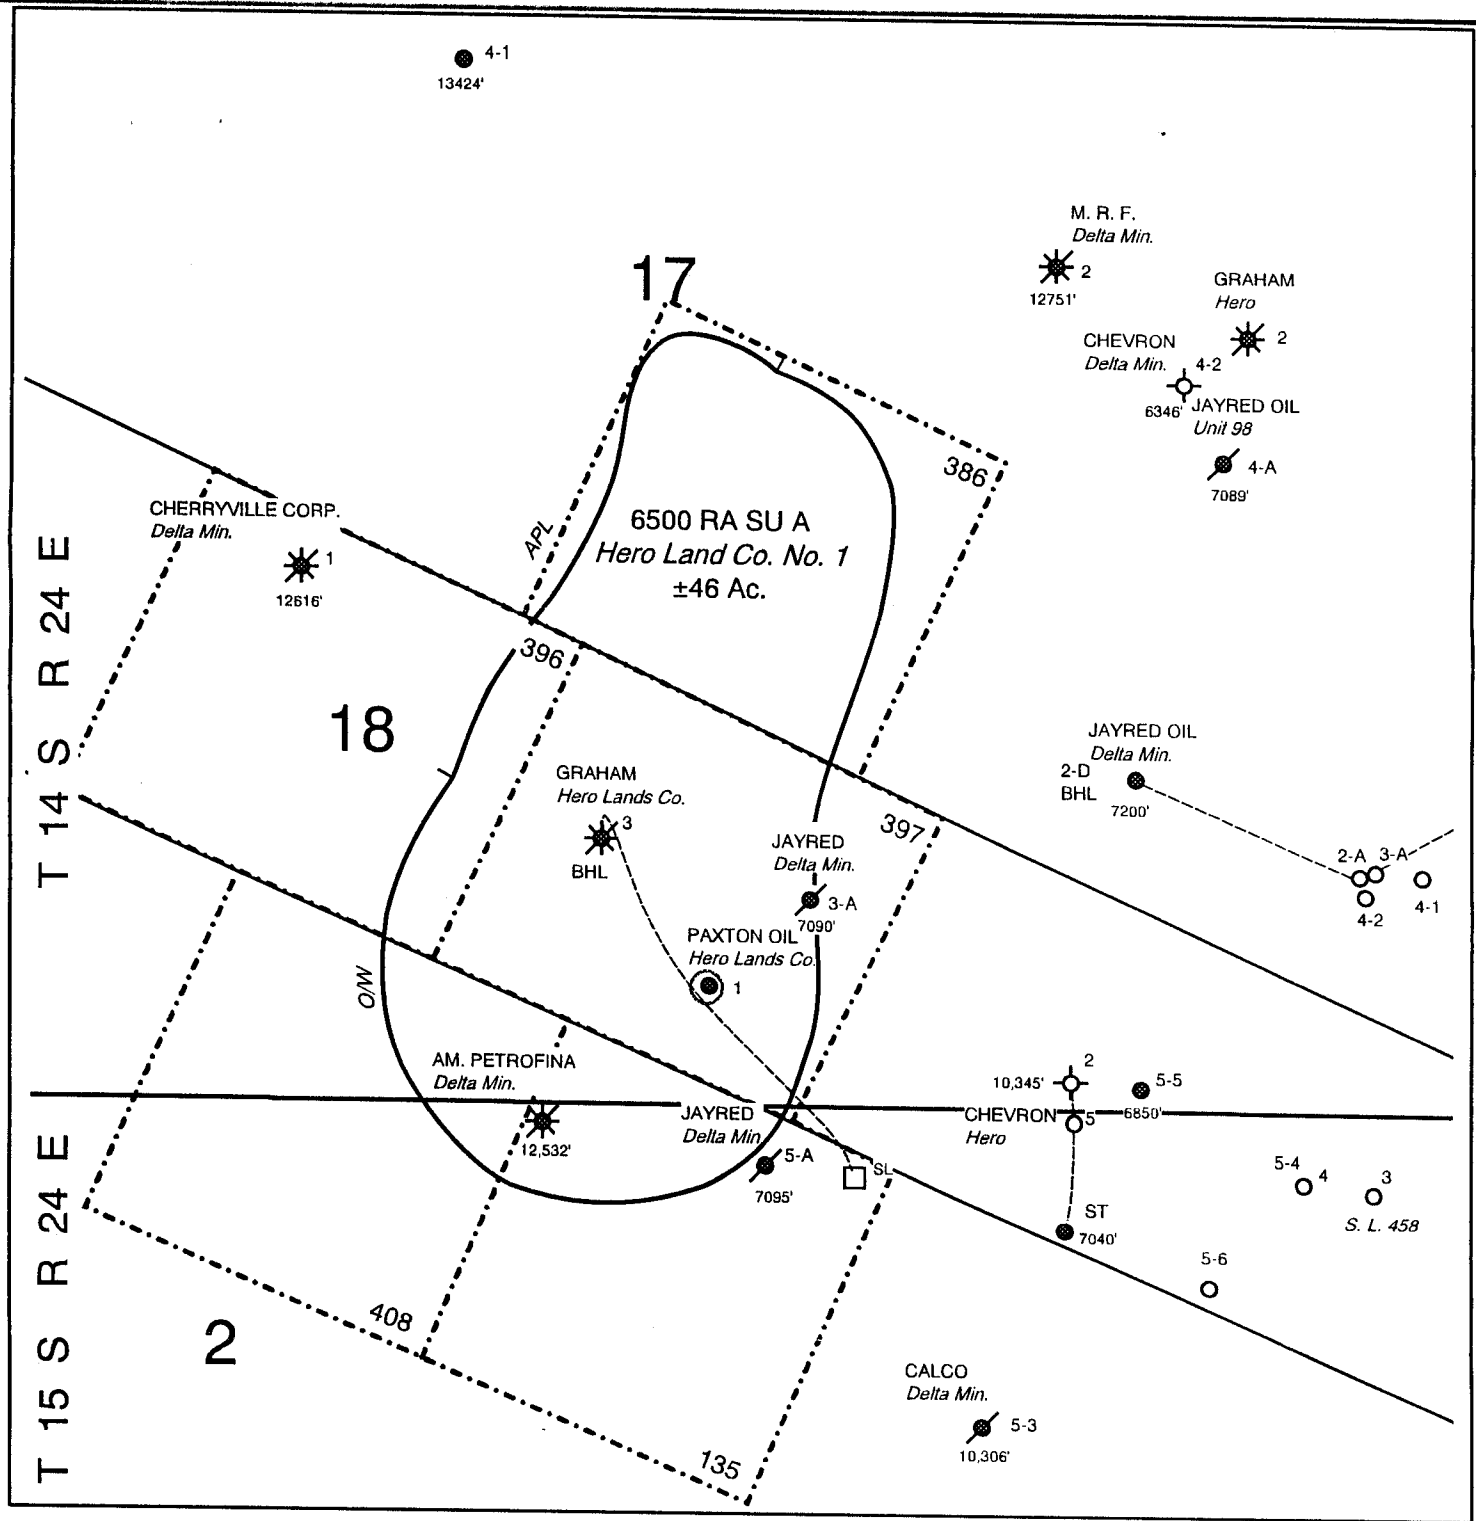 4-1
13424'
M. R. F.
Delta Min.
2
12751'
17
GRAHAM
Hero
2
CHEVRON
Delta Min.
4-2
6346'
JAYRED OIL
Unit 98
4-A
7089'
386
CHERRYVILLE CORP.
Delta Min.
1
12616'
APL
6500 RA SU A
Hero Land Co. No. 1
±46 Ac.
T 14 S R 24 E
396
18
JAYRED OIL
Delta Min.
2-D
BHL
7200'
GRAHAM
Hero Lands Co.
3
BHL
397
JAYRED
Delta Min.
3-A
7090'
2-A
3-A
4-2
4-1
PAXTON OIL
Hero Lands Co.
1
O/W
AM. PETROFINA
Delta Min.
12,532'
JAYRED
Delta Min.
5-A
7095'
SL
2
10,345'
5-5
6850'
CHEVRON
Hero
5
5-4
4
3
S. L. 458
ST
7040'
5-6
T 15 S R 24 E
408
2
CALCO
Delta Min.
5-3
10,306'
135